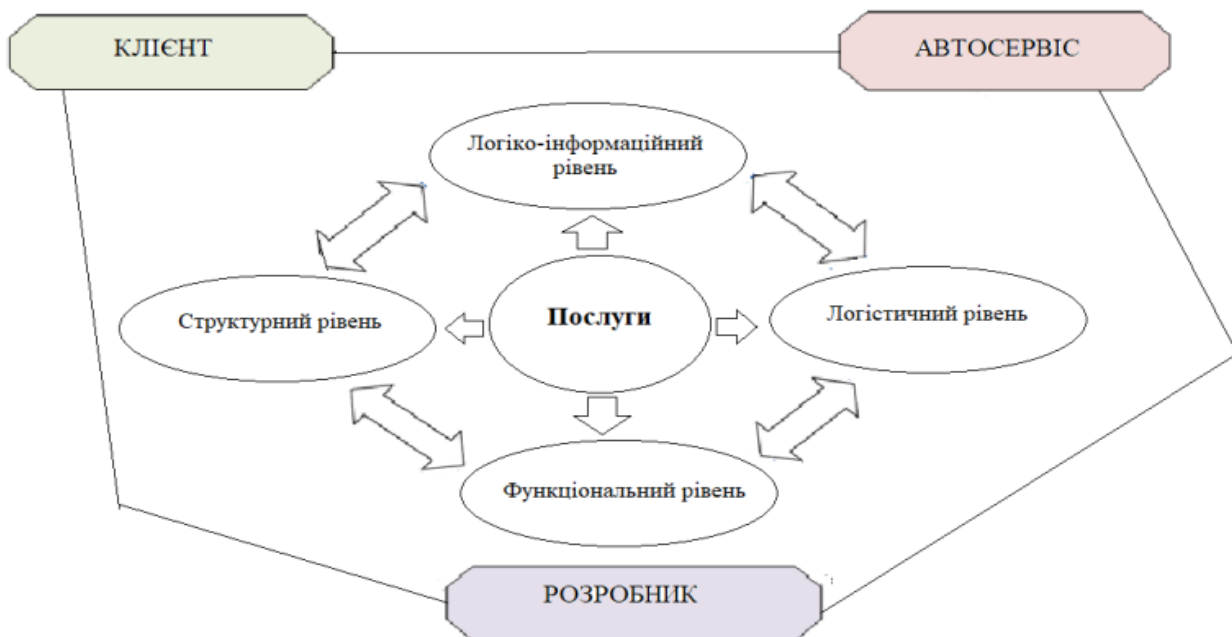 КЛІЄНТ
АВТОСЕРВІС
Логіко-інформаційний
рівень
Структурний рівень
Послуги
Логістичний рівень
Функціональний рівень
РОЗРОБНИК